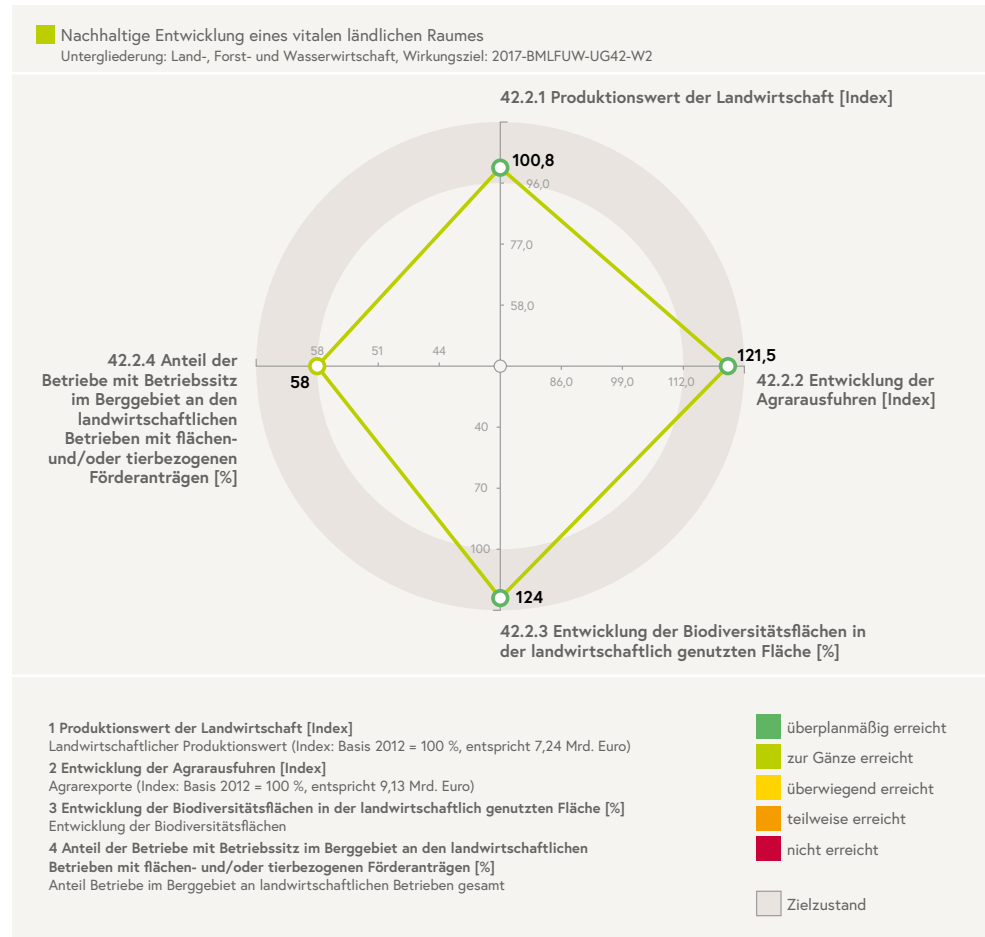 Nachhaltige Entwicklung eines vitalen ländlichen Raumes
Untergliederung: Land-, Forst- und Wasserwirtschaft, Wirkungsziel: 2017-BMLFUW-UG42-W2
42.2.1 Produktionswert der Landwirtschaft [Index]
100,8
96,0
77,0
58,0
42.2.4 Anteil der
Betriebe mit Betriebssitz
im Berggebiet an den
landwirtschaftlichen
Betrieben mit flächen-
und/oder tierbezogenen
Förderanträgen [%]
58
58
51
44
121,5
42.2.2 Entwicklung der
Agrarausfuhren [Index]
86,0
99,0
112,0
40
70
100
124
42.2.3 Entwicklung der Biodiversitätsflächen in
der landwirtschaftlich genutzten Fläche [%]
1 Produktionswert der Landwirtschaft [Index]
Landwirtschaftlicher Produktionswert (Index: Basis 2012 = 100 %, entspricht 7,24 Mrd. Euro)
2 Entwicklung der Agrarausfuhren [Index]
Agrarexporte (Index: Basis 2012 = 100 %, entspricht 9,13 Mrd. Euro)
3 Entwicklung der Biodiversitätsflächen in der landwirtschaftlich genutzten Fläche [%]
Entwicklung der Biodiversitätsflächen
4 Anteil der Betriebe mit Betriebssitz im Berggebiet an den landwirtschaftlichen
Betrieben mit flächen- und/oder tierbezogenen Förderanträgen [%]
Anteil Betriebe im Berggebiet an landwirtschaftlichen Betrieben gesamt
überplanmäßig erreicht
zur Gänze erreicht
überwiegend erreicht
teilweise erreicht
nicht erreicht
Zielzustand